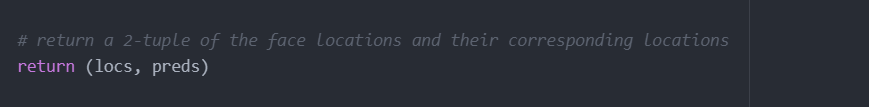 # return a 2-tuple of the face locations and their corresponding locations
return (locs, preds)